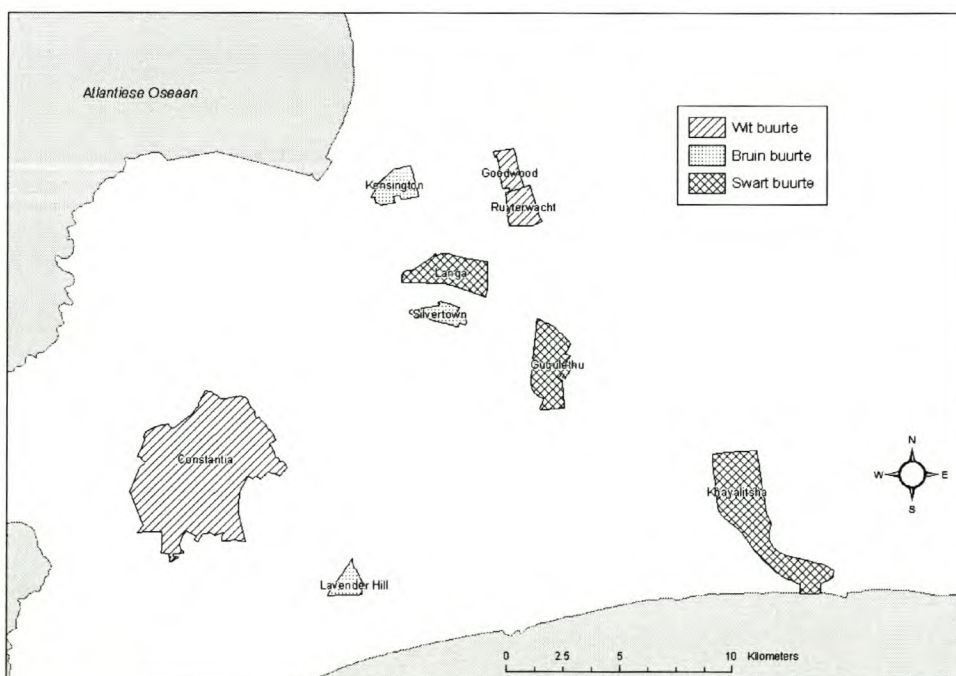 Atlantiese Oseaan
Wit buurte
Bruin buurte
Swart buurte
Goodwood
Kensington
Ruyterwacht
Langa
Silvertown
Gugulethu
Constantia
Khayalitsha
N
W E
S
Lavender Hill
0 2.5 5 10 Kilometers